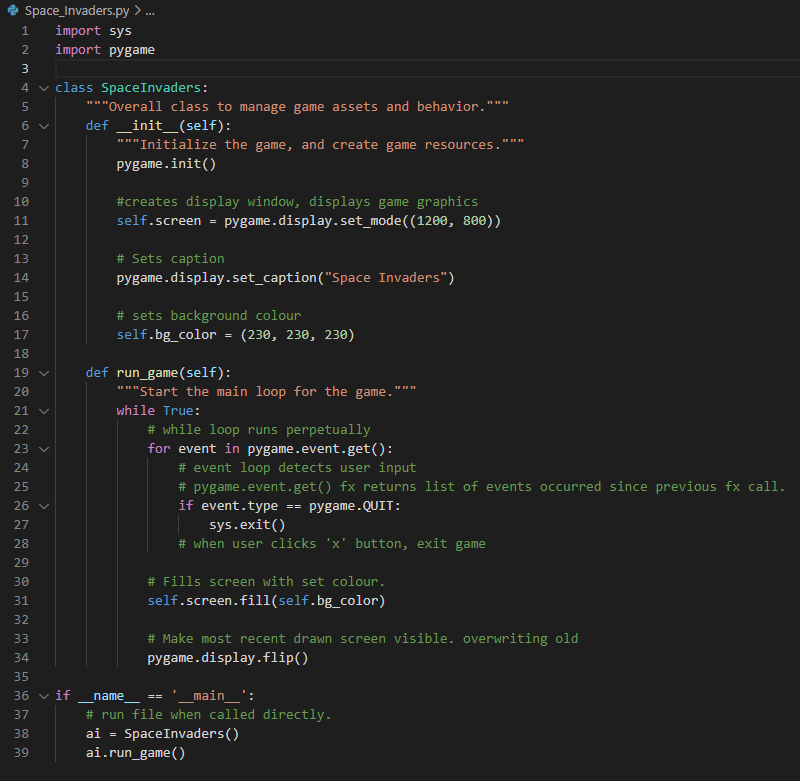 Space_Invaders.py > ...
1 import sys
2 import pygame
3
4 class SpaceInvaders:
5 """Overall class to manage game assets and behavior."""
6 def __init__(self):
7 """Initialize the game, and create game resources."""
8 pygame.init()
9
10 #creates display window, displays game graphics
11 self.screen = pygame.display.set_mode((1200, 800))
12
13 # Sets caption
14 pygame.display.set_caption("Space Invaders")
15
16 # sets background colour
17 self.bg_color = (230, 230, 230)
18
19 def run_game(self):
20 """Start the main loop for the game."""
21 while True:
22 # while loop runs perpetually
23 for event in pygame.event.get():
24 # event loop detects user input
25 # pygame.event.get() fx returns list of events occurred since previous fx call.
26 if event.type == pygame.QUIT:
27 sys.exit()
28 # when user clicks 'x' button, exit game
29
30 # Fills screen with set colour.
31 self.screen.fill(self.bg_color)
32
33 # Make most recent drawn screen visible. overwriting old
34 pygame.display.flip()
35
36 if __name__ == '__main__':
37 # run file when called directly.
38 ai = SpaceInvaders()
39 ai.run_game()